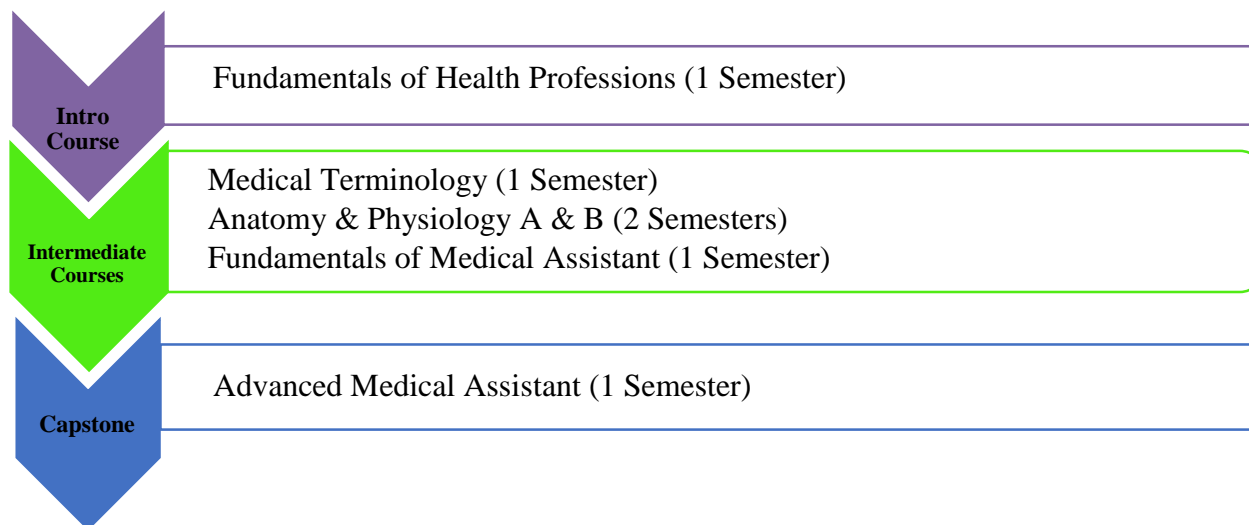 Intro
Course
Fundamentals of Health Professions (1 Semester)
Intermediate
Courses
Medical Terminology (1 Semester)
Anatomy & Physiology A & B (2 Semesters)
Fundamentals of Medical Assistant (1 Semester)
Capstone
Advanced Medical Assistant (1 Semester)